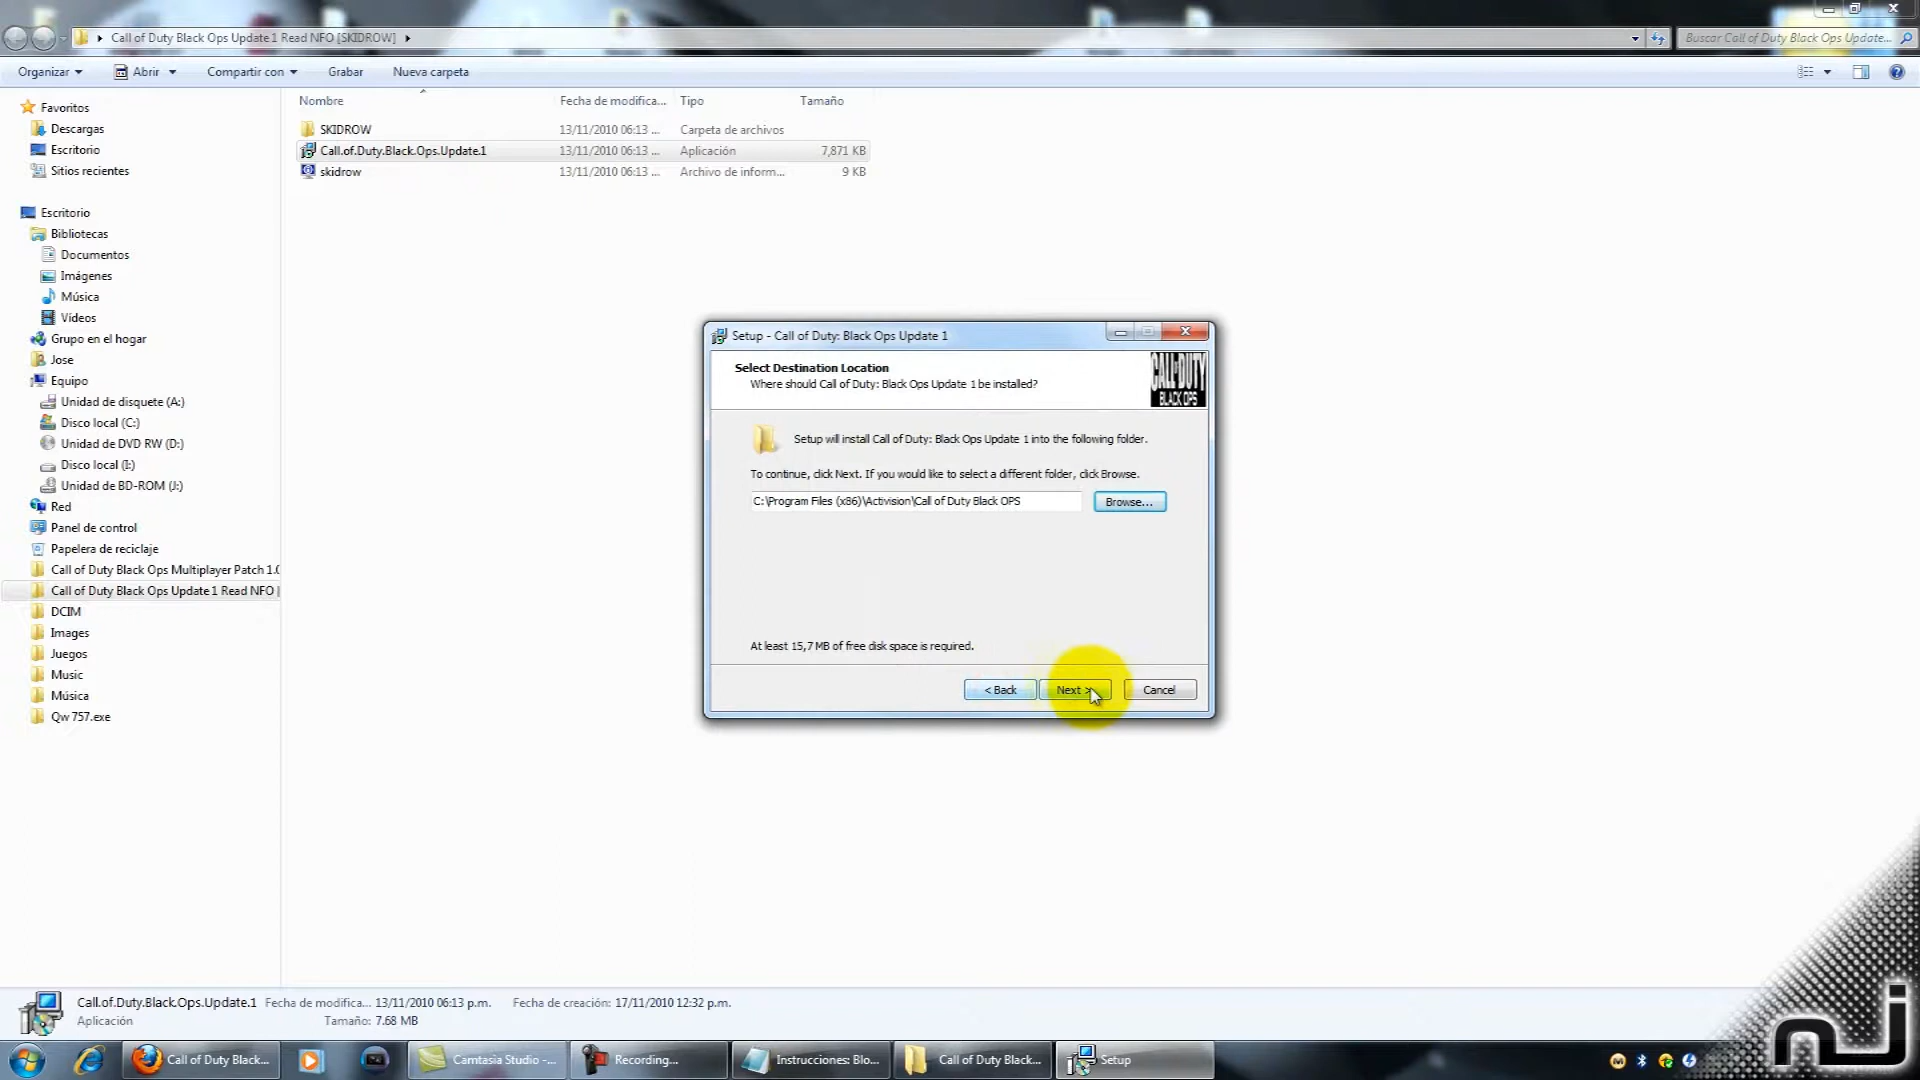 Call of Duty Black Ops Update 1 Read NFO [SKIDROW]
Buscar Call of Duty Black Ops Update...
Organizar
Abrir
Compartir con
Grabar
Nueva carpeta
Nombre
Fecha de modifica...
Tipo
Tamaño
SKIDROW 13/11/2010 06:13 ... Carpeta de archivos
Call.of.Duty.Black.Ops.Update.1 13/11/2010 06:13 ... Aplicación 7,871 KB
skidrow 13/11/2010 06:13 ... Archivo de inform... 9 KB
Favoritos
Descargas
Escritorio
Sitios recientes
Escritorio
Bibliotecas
Documentos
Imágenes
Música
Vídeos
Grupo en el hogar
Jose
Equipo
Unidad de disquete (A:)
Disco local (C:)
Unidad de DVD RW (D:)
Disco local (I:)
Unidad de BD-ROM (J:)
Red
Panel de control
Papelera de reciclaje
Call of Duty Black Ops Multiplayer Patch 1.0
Call of Duty Black Ops Update 1 Read NFO [
DCIM
Images
Juegos
Music
Música
Qw 757.exe
Setup - Call of Duty: Black Ops Update 1
Select Destination Location
Where should Call of Duty: Black Ops Update 1 be installed?
CALL OF DUTY
BLACK OPS
Setup will install Call of Duty: Black Ops Update 1 into the following folder.
To continue, click Next. If you would like to select a different folder, click Browse.
C:\Program Files (x86)\Activision\Call of Duty Black OPS
Browse...
At least 15,7 MB of free disk space is required.
< Back
Next >
Cancel
Call.of.Duty.Black.Ops.Update.1 Fecha de modifica... 13/11/2010 06:13 p.m. Fecha de creación: 17/11/2010 12:32 p.m.
Aplicación Tamaño: 7.68 MB
Call of Duty Black...
Camtasia Studio -...
Recording...
Instrucciones: Blo...
Call of Duty Black...
Setup